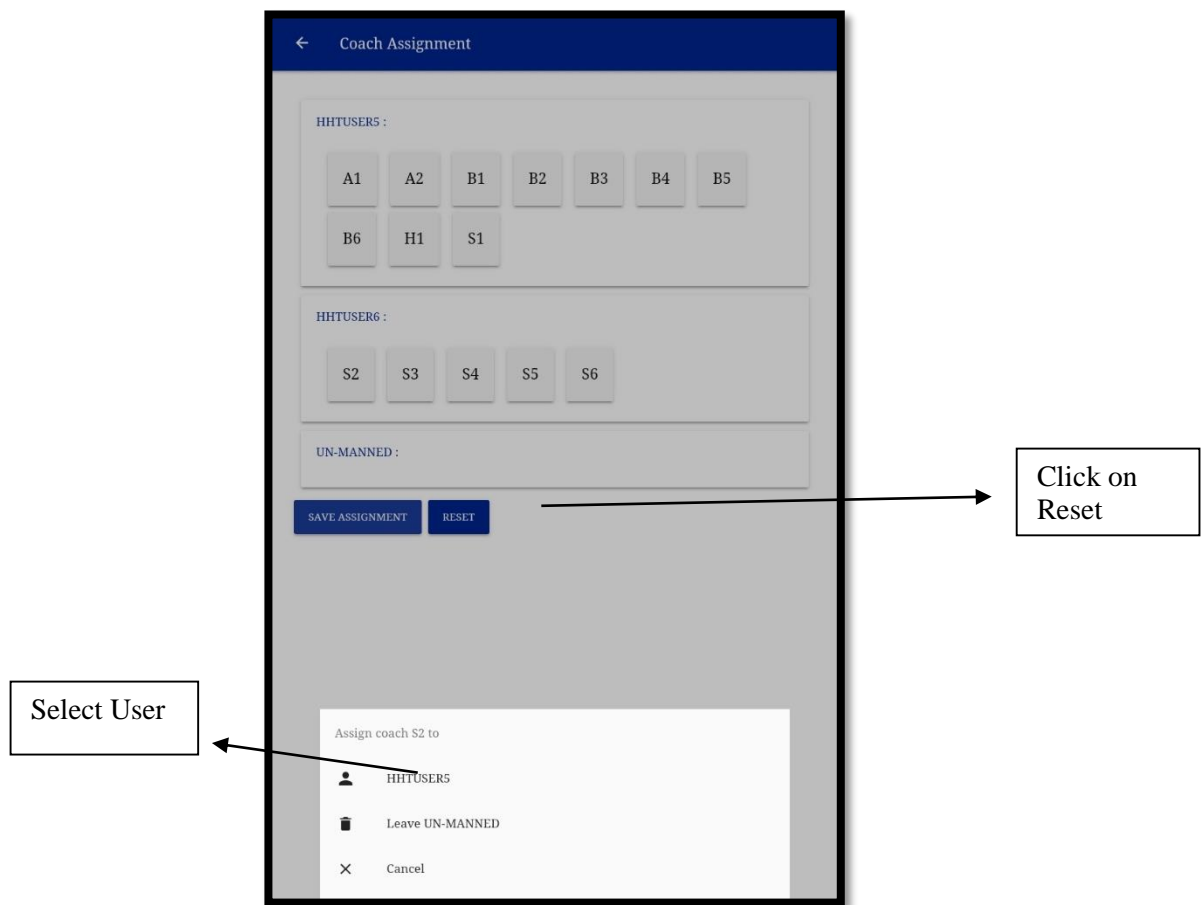 Coach Assignment
HHTUSER5 :
A1 A2 B1 B2 B3 B4 B5
B6 H1 S1
HHTUSER6 :
S2 S3 S4 S5 S6
UN-MANNED :
SAVE ASSIGNMENT RESET
Click on
Reset
Select User
Assign coach S2 to
HHTUSER5
Leave UN-MANNED
Cancel